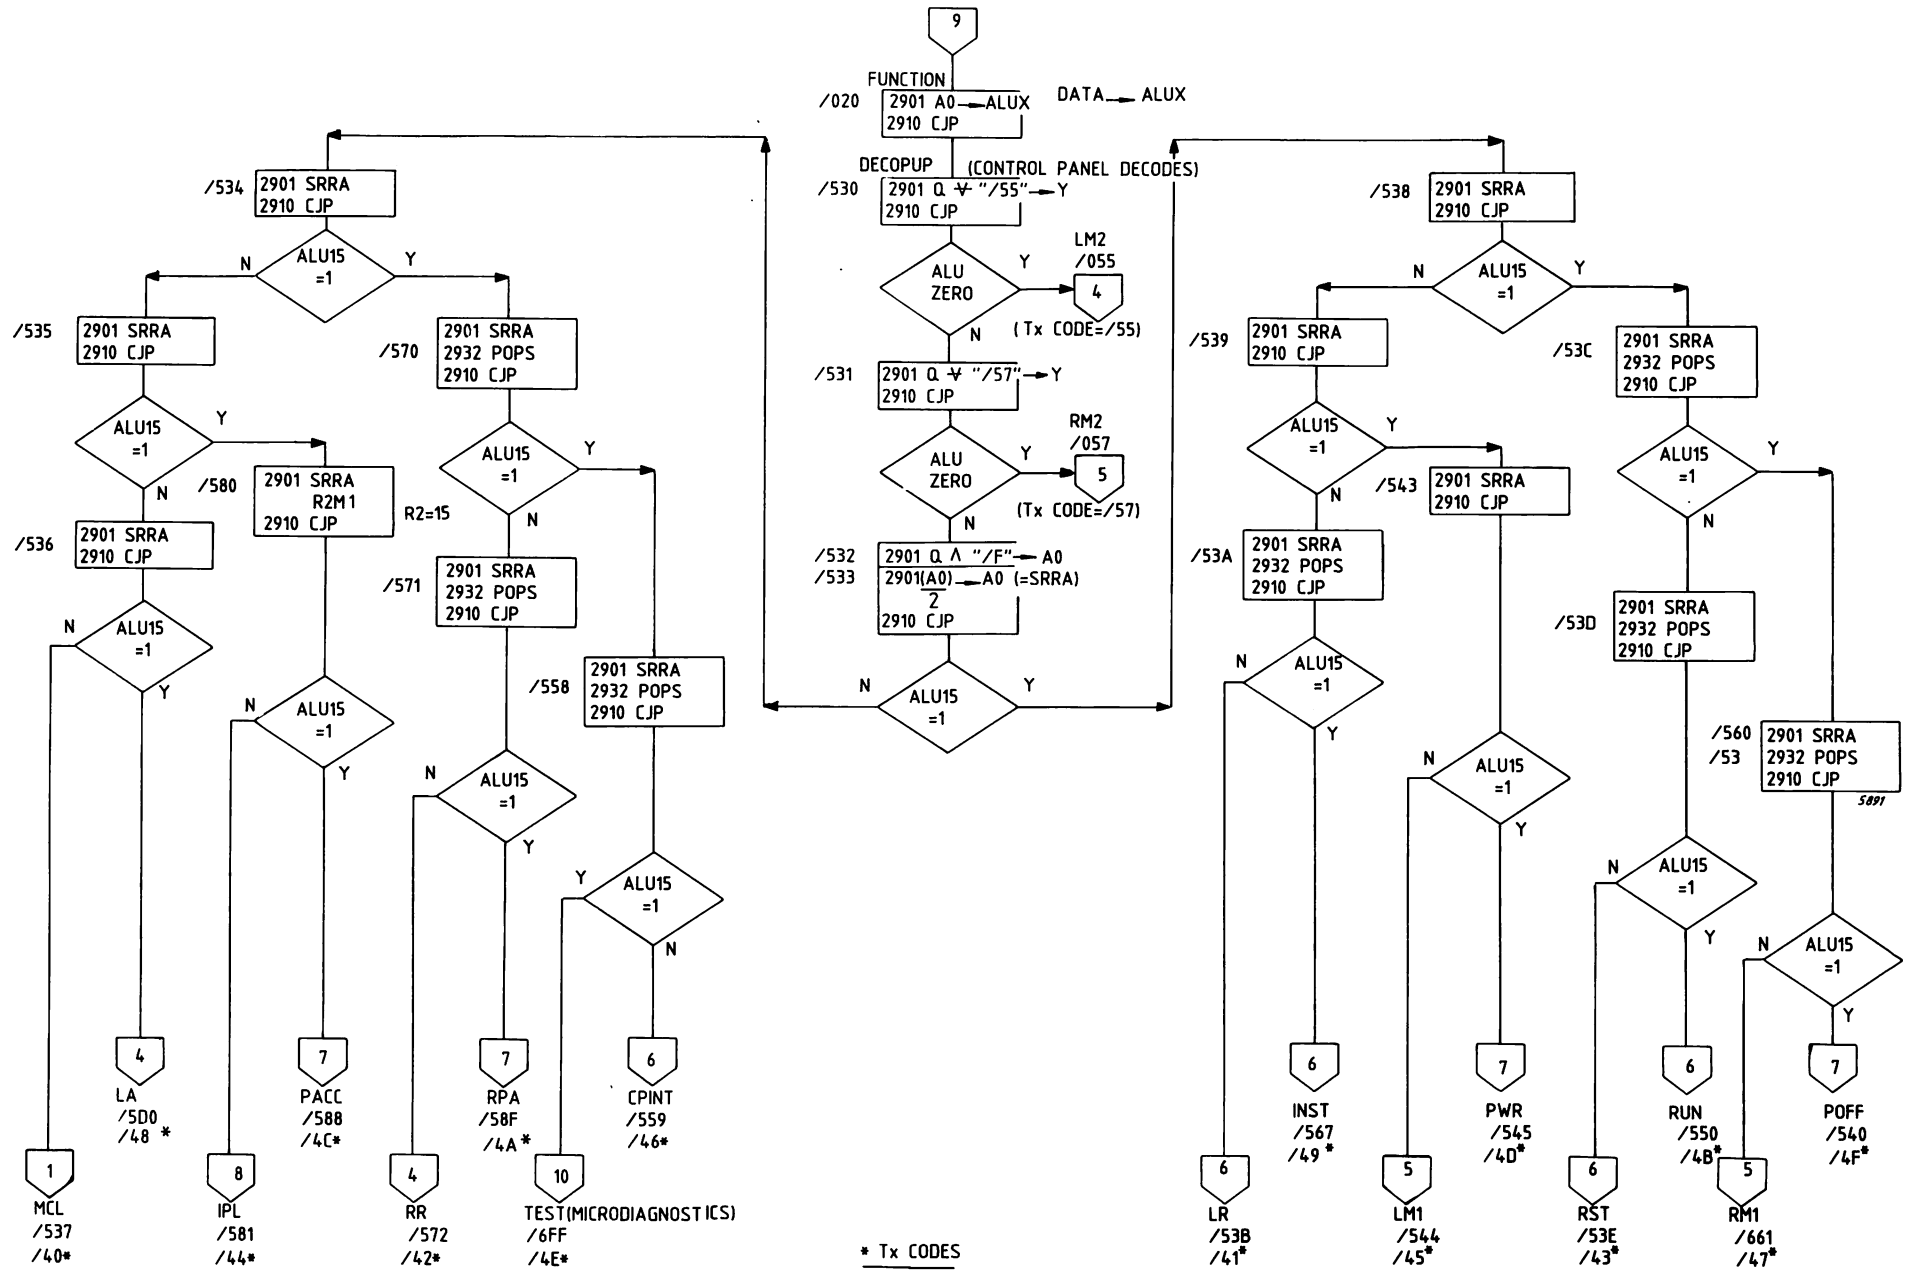 9
FUNCTION
/020
2901 A0→ALUX
2910 CJP
DATA→ALUX
DECOPUP
(CONTROL PANEL DECODES)
/530
2901 Q ⊻ "/55"→Y
2910 CJP
ALU
ZERO
Y
N
LM2
/055
4
(Tx CODE=/55)
/531
2901 Q ⊻ "/57"→Y
2910 CJP
ALU
ZERO
Y
N
RM2
/057
5
(Tx CODE=/57)
/532
2901 Q ∧ "/F"→A0
/533
2901(A0)→A0 (=SRRA)
2
2910 CJP
ALU15
=1
N
Y
/534
2901 SRRA
2910 CJP
ALU15
=1
N
Y
/535
2901 SRRA
2910 CJP
ALU15
=1
Y
N
/536
2901 SRRA
2910 CJP
ALU15
=1
N
Y
/580
2901 SRRA
R2M1
2910 CJP
R2=15
ALU15
=1
N
Y
/570
2901 SRRA
2932 POPS
2910 CJP
ALU15
=1
Y
N
/571
2901 SRRA
2932 POPS
2910 CJP
ALU15
=1
N
Y
/558
2901 SRRA
2932 POPS
2910 CJP
ALU15
=1
Y
N
1
MCL
/537
/40*
4
LA
/5D0
/48 *
8
IPL
/581
/44*
7
PACC
/588
/4C*
4
RR
/572
/42*
7
RPA
/58F
/4A*
10
TEST(MICRODIAGNOSTICS)
/6FF
/4E*
6
CPINT
/559
/46*
/538
2901 SRRA
2910 CJP
ALU15
=1
N
Y
/539
2901 SRRA
2910 CJP
ALU15
=1
Y
N
/53A
2901 SRRA
2932 POPS
2910 CJP
ALU15
=1
N
Y
/543
2901 SRRA
2910 CJP
ALU15
=1
N
Y
/53C
2901 SRRA
2932 POPS
2910 CJP
ALU15
=1
Y
N
/53D
2901 SRRA
2932 POPS
2910 CJP
ALU15
=1
N
Y
/560
/53
2901 SRRA
2932 POPS
2910 CJP
5891
ALU15
=1
N
Y
6
LR
/53B
/41*
6
INST
/567
/49 *
5
LM1
/544
/45*
7
PWR
/545
/4D*
6
RST
/53E
/43*
6
RUN
/550
/4B*
5
RM1
/661
/47*
7
POFF
/540
/4F*
* Tx CODES